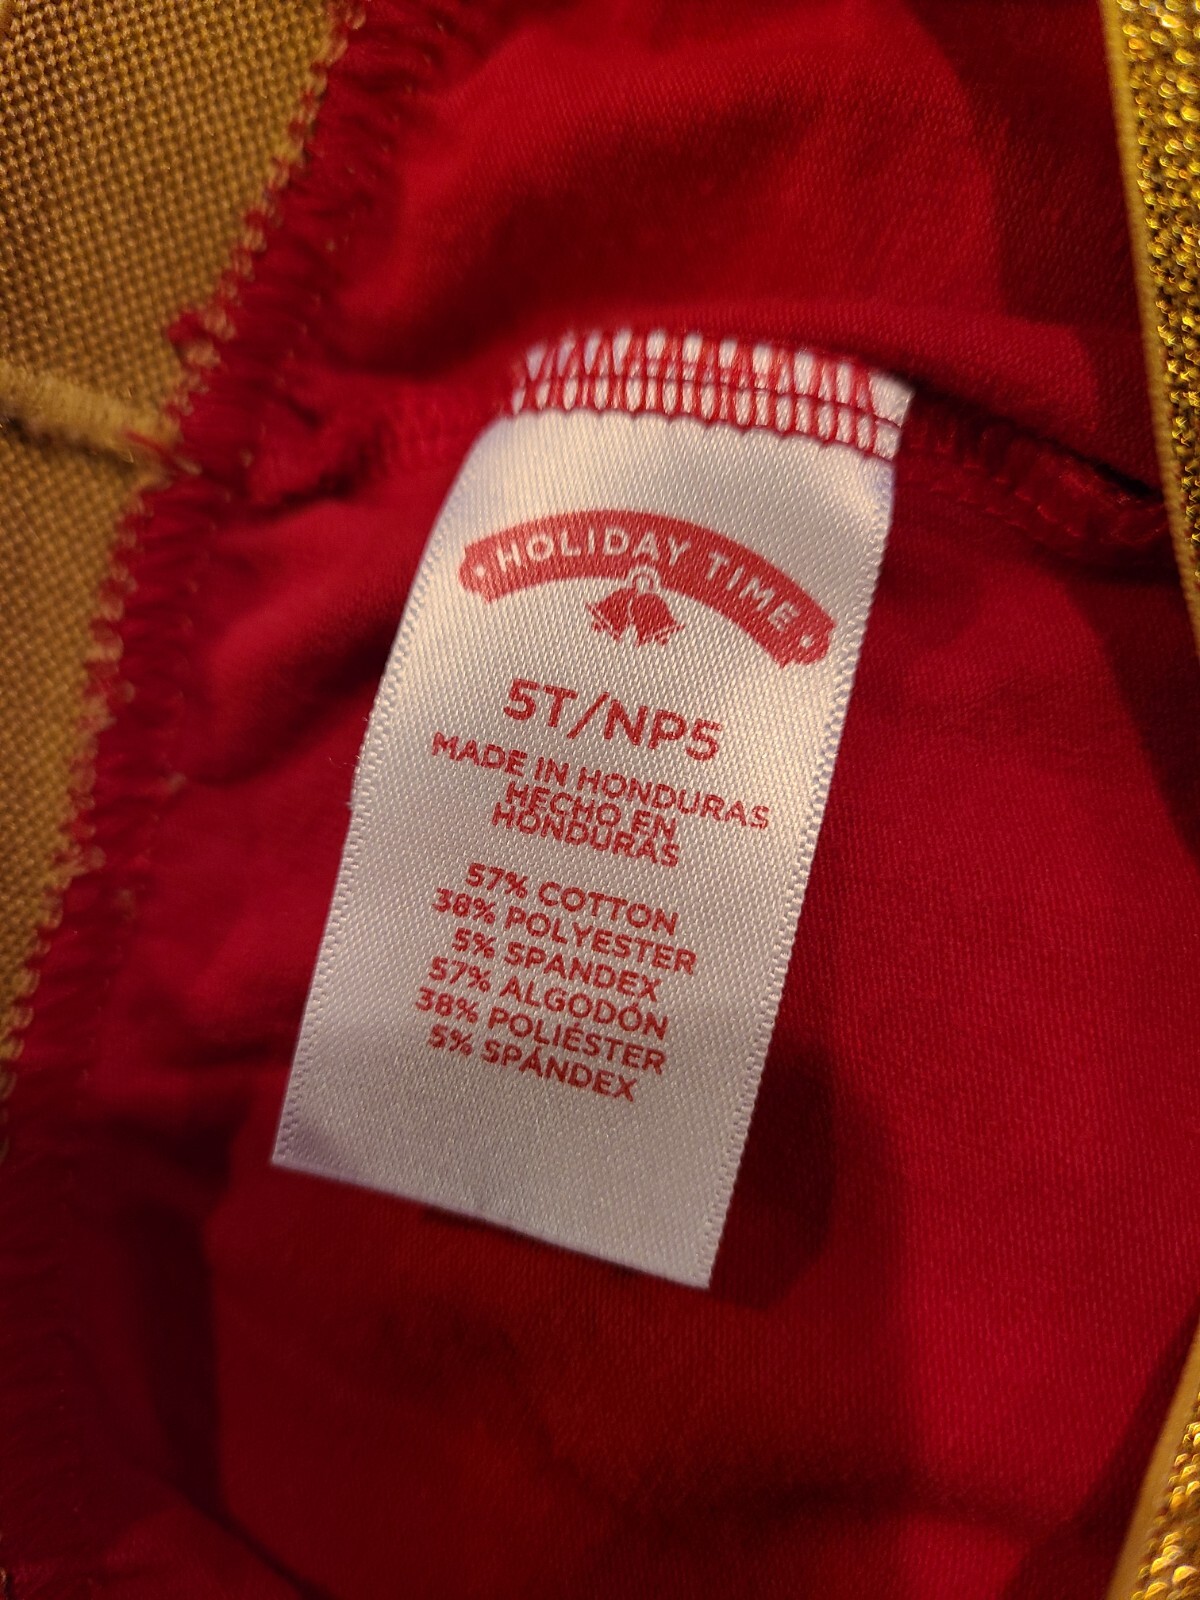 HOLIDAY TIME
5T/NP5
MADE IN HONDURAS
HECHO EN
HONDURAS
57% COTTON
38% POLYESTER
5% SPANDEX
57% ALGODÓN
38% POLIÉSTER
5% SPÁNDEX